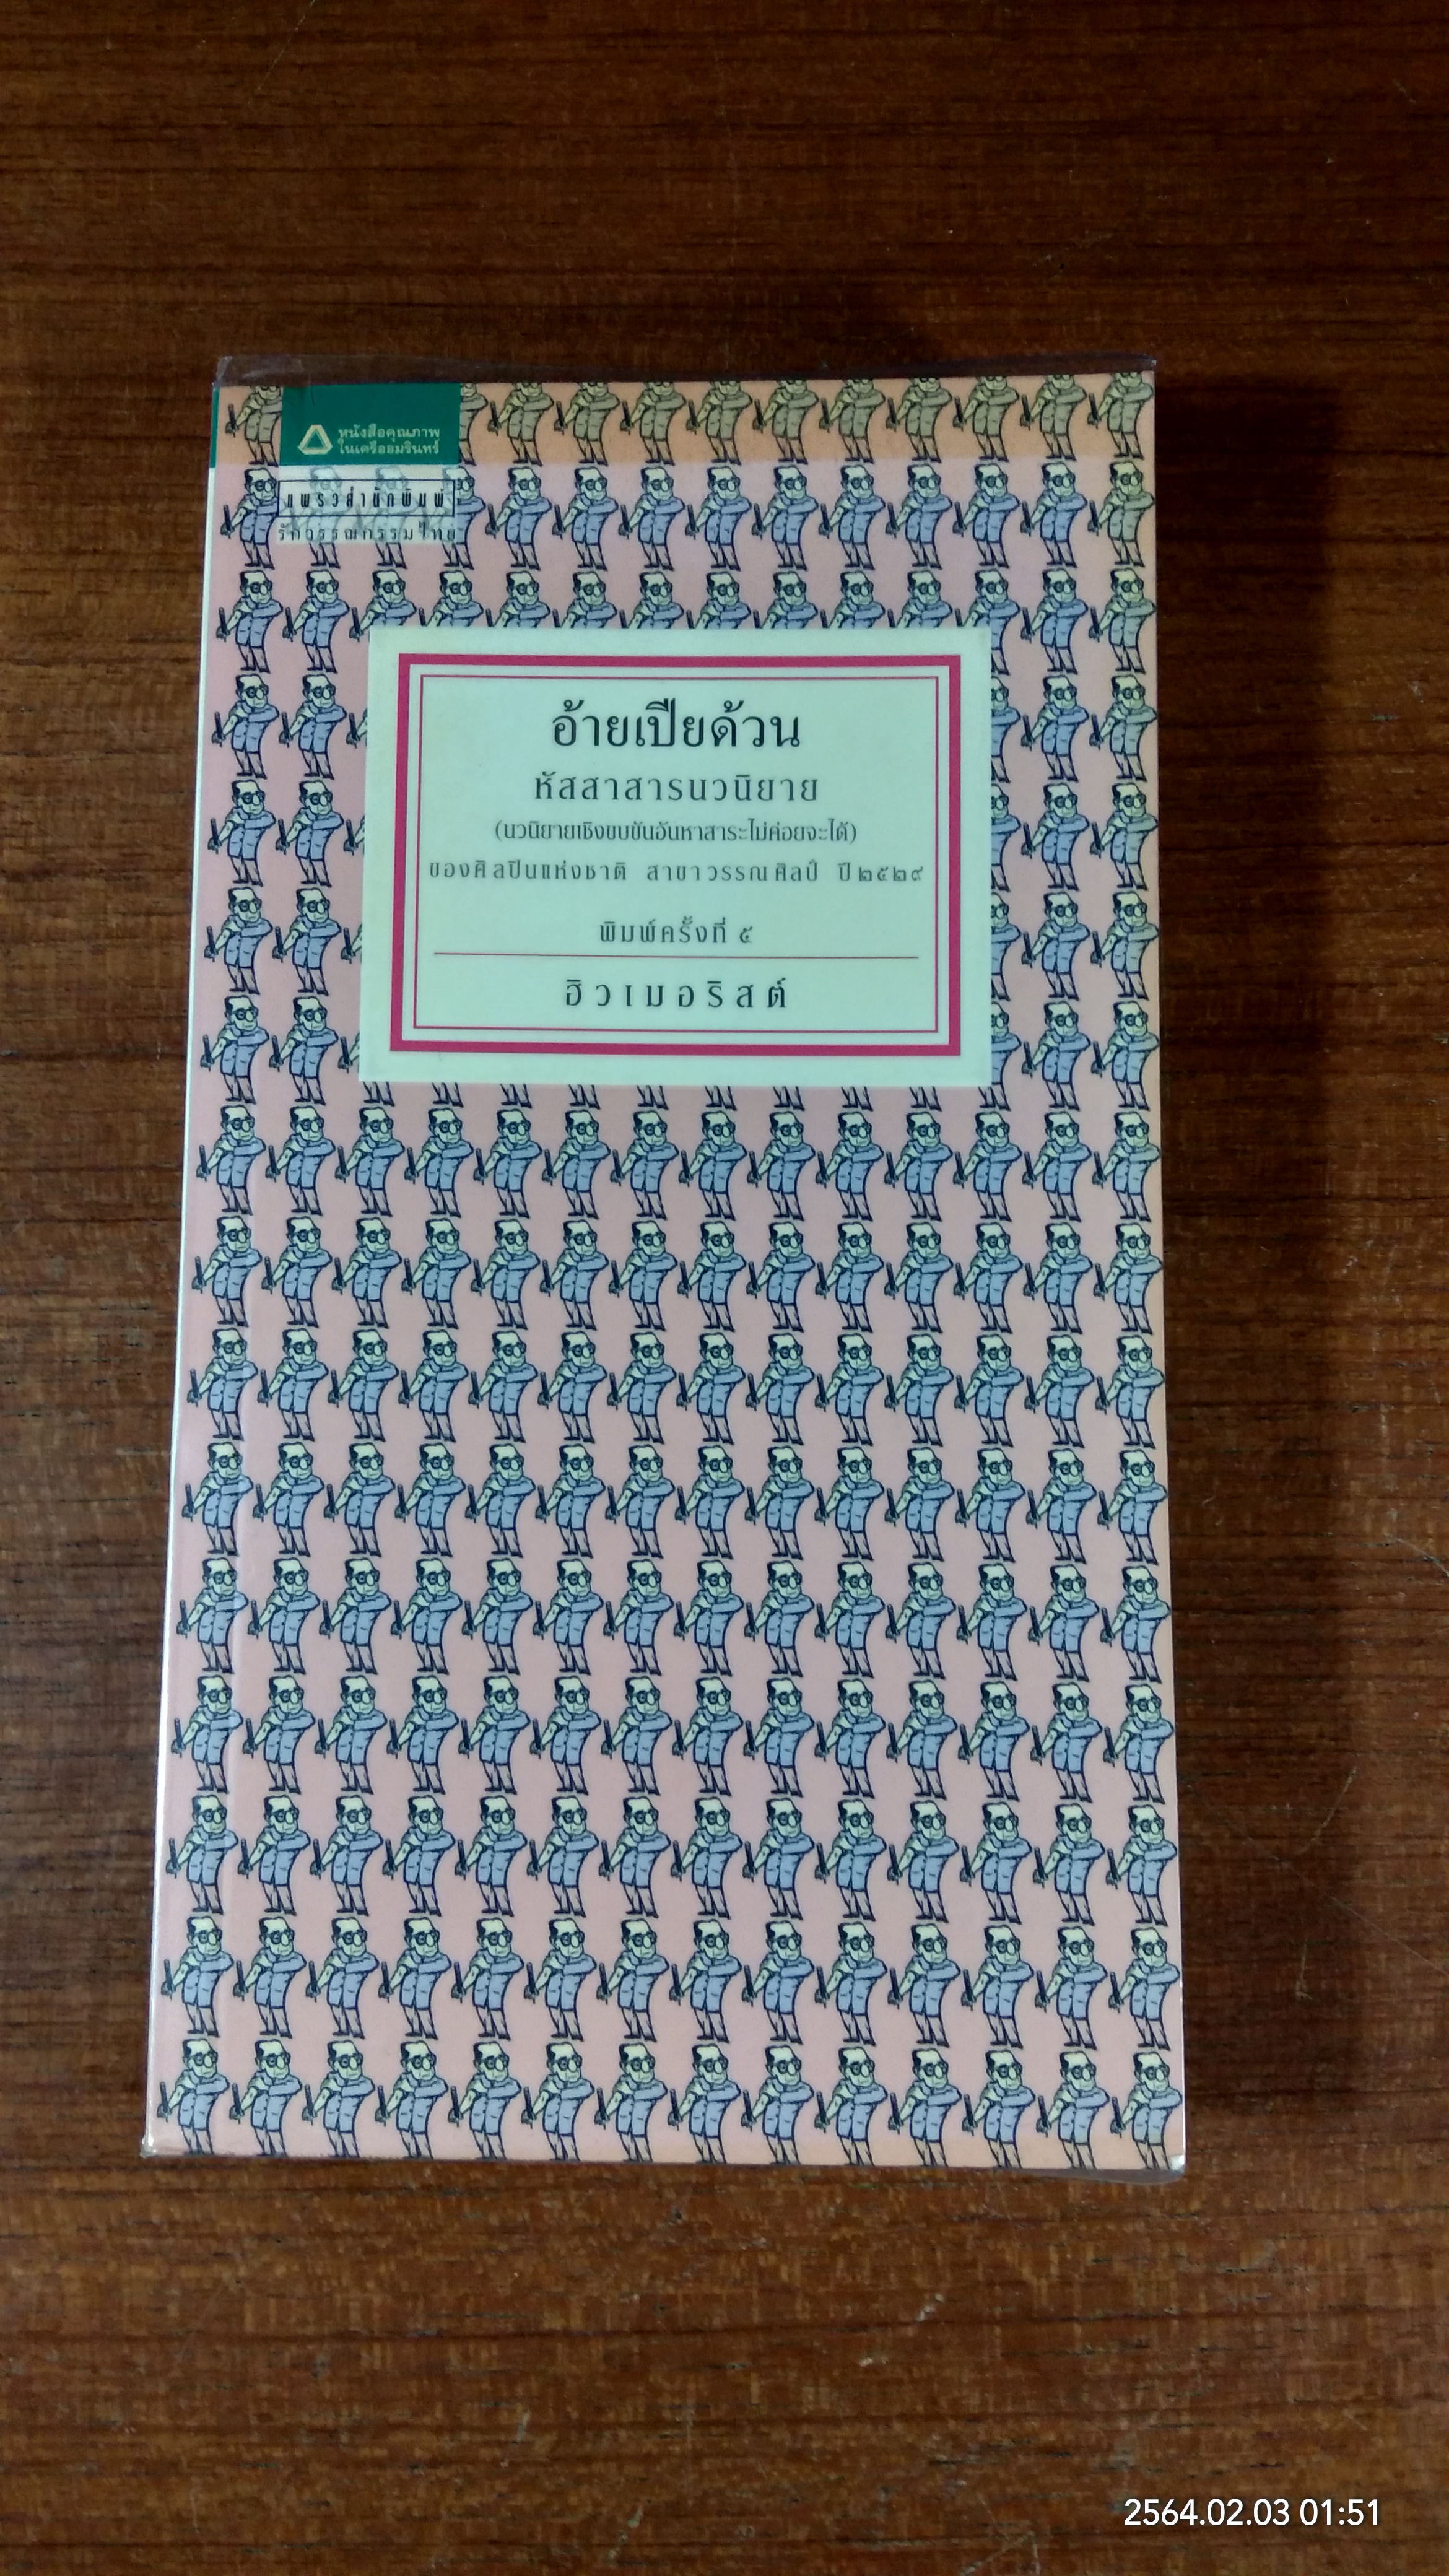 หนังสือคุณภาพ
ในเครืออมรินทร์
แพรวสำนักพิมพ์
รักวรรณกรรมไทย
อ้ายเปียด้วน
หัสสาสารนวนิยาย
(นวนิยายเชิงขบขันอันหาสาระไม่ค่อยจะได้)
ของศิลปินแห่งชาติ สาขาวรรณศิลป์ ปี ๒๕๒๙
พิมพ์ครั้งที่ ๕
ฮิวเมอริสต์
2564.02.03 01:51